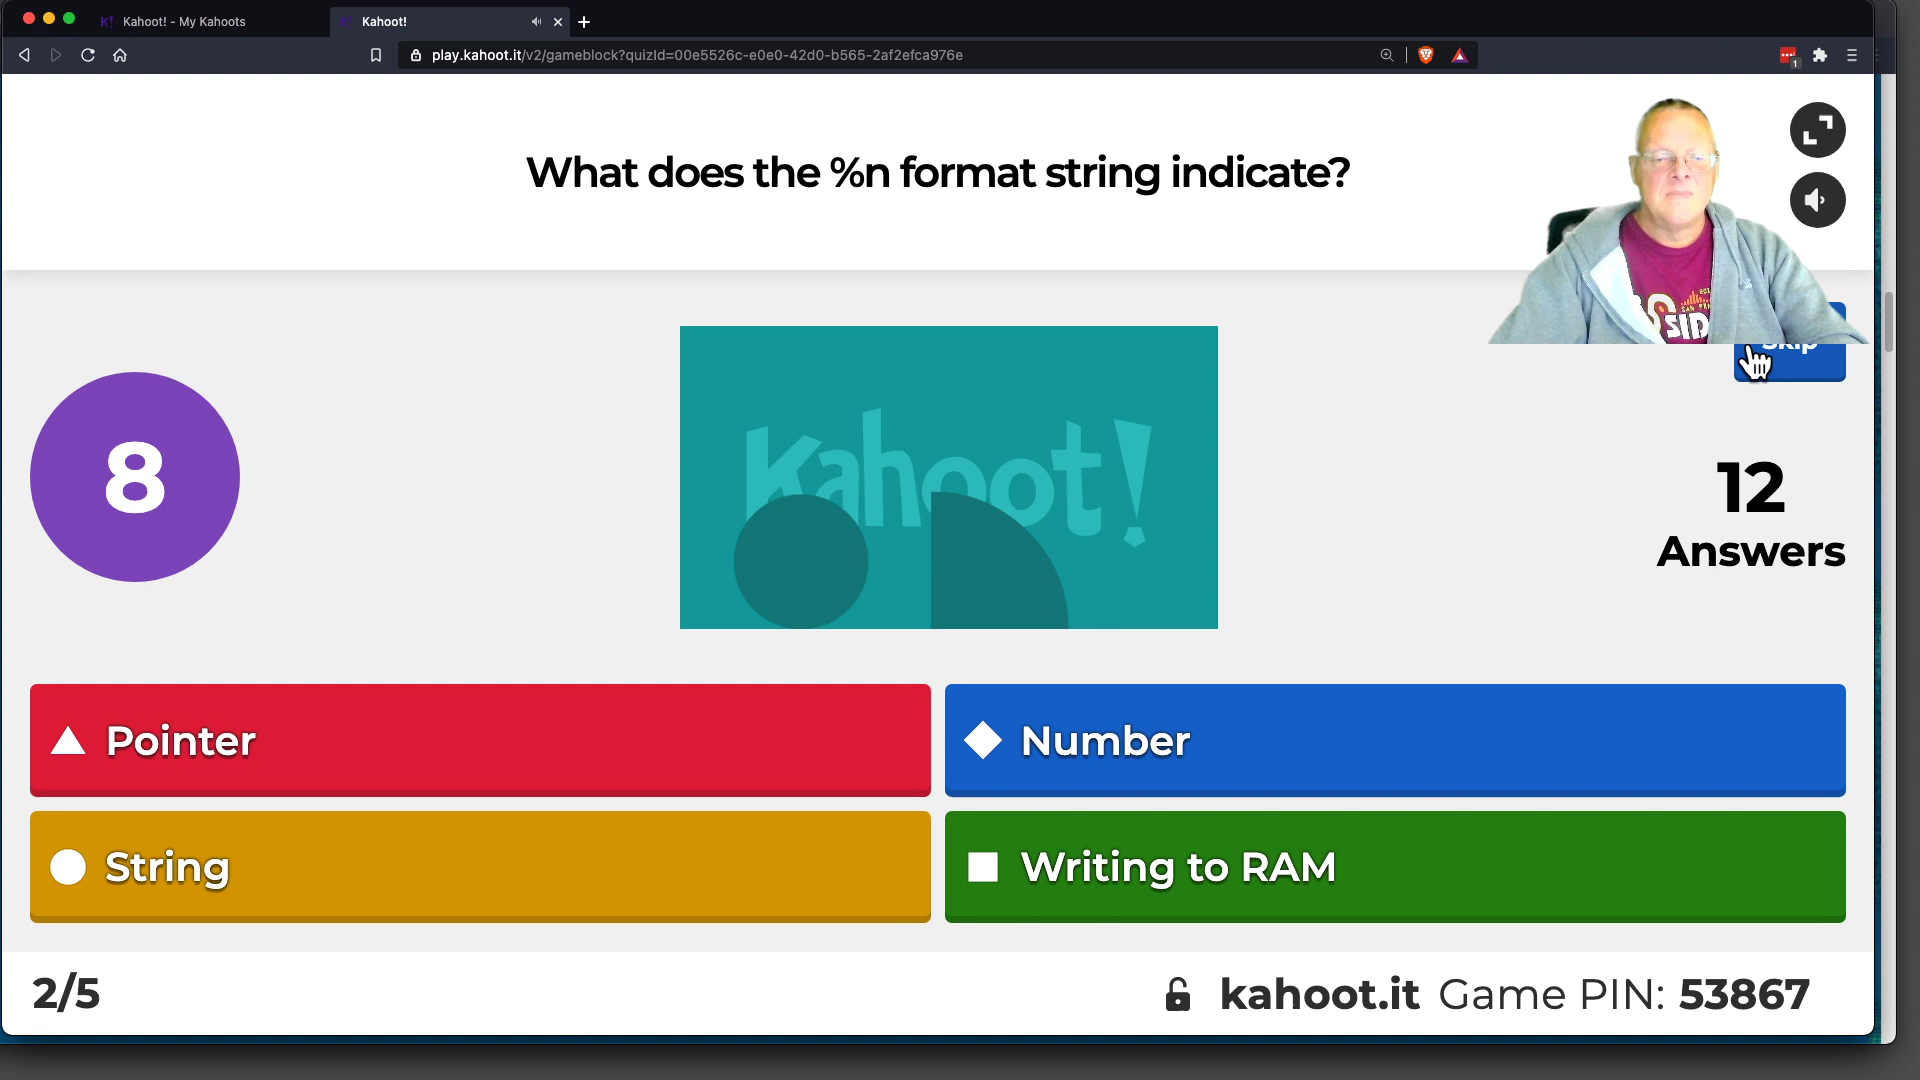 Kahoot! - My Kahoots
Kahoot!
play.kahoot.it/v2/gameblock?quizId=00e5526c-e0e0-42d0-b565-2af2efca976e
1
What does the %n format string indicate?
Skip
8
Kahoot!
12
Answers
Pointer
Number
String
Writing to RAM
2/5
kahoot.it Game PIN: 53867